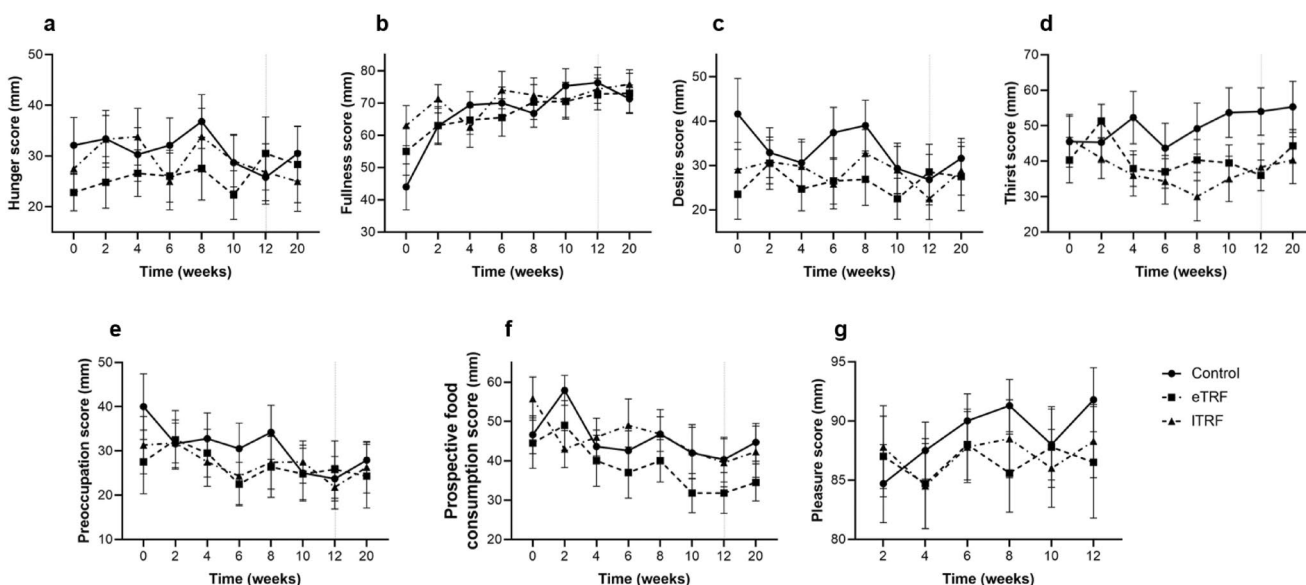 a
Hunger score (mm)
50
40
30
20
0 2 4 6 8 10 12 20
Time (weeks)
b
Fullness score (mm)
80
70
60
50
40
30
0 2 4 6 8 10 12 20
Time (weeks)
c
Desire score (mm)
50
40
30
20
0 2 4 6 8 10 12 20
Time (weeks)
d
Thirst score (mm)
70
60
50
40
30
20
0 2 4 6 8 10 12 20
Time (weeks)
e
Preoccupation score (mm)
50
40
30
20
10
0 2 4 6 8 10 12 20
Time (weeks)
f
Prospective food
consumption score (mm)
60
50
40
30
20
0 2 4 6 8 10 12 20
Time (weeks)
g
Pleasure score (mm)
95
90
85
80
2 4 6 8 10 12
Time (weeks)
Control
eTRF
lTRF